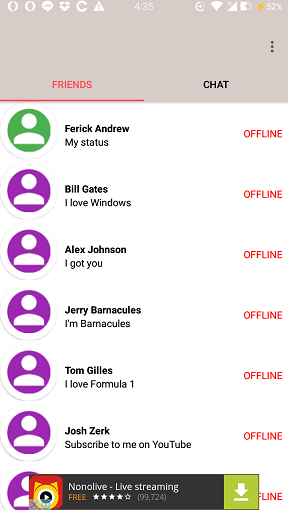 4:35
52%
FRIENDS
CHAT
Ferick Andrew
My status
OFFLINE
Bill Gates
I love Windows
OFFLINE
Alex Johnson
I got you
OFFLINE
Jerry Barnacules
I'm Barnacules
OFFLINE
Tom Gilles
I love Formula 1
OFFLINE
Josh Zerk
Subscribe to me on YouTube
OFFLINE
Nonolive - Live streaming
FREE (99,724)
FLINE